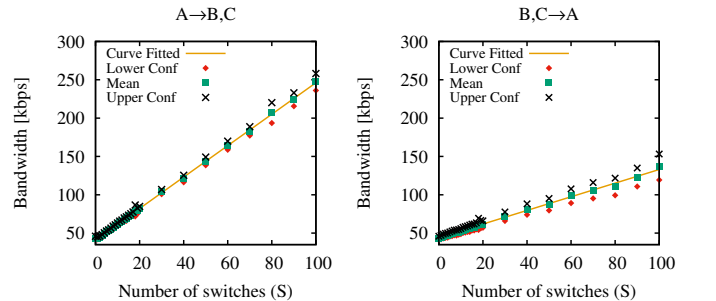 A→B,C
300
250
200
150
100
50
0 20 40 60 80 100
Bandwidth [kbps]
Number of switches (S)
Curve Fitted
Lower Conf
Mean
Upper Conf
B,C→A
300
250
200
150
100
50
0 20 40 60 80 100
Bandwidth [kbps]
Number of switches (S)
Curve Fitted
Lower Conf
Mean
Upper Conf